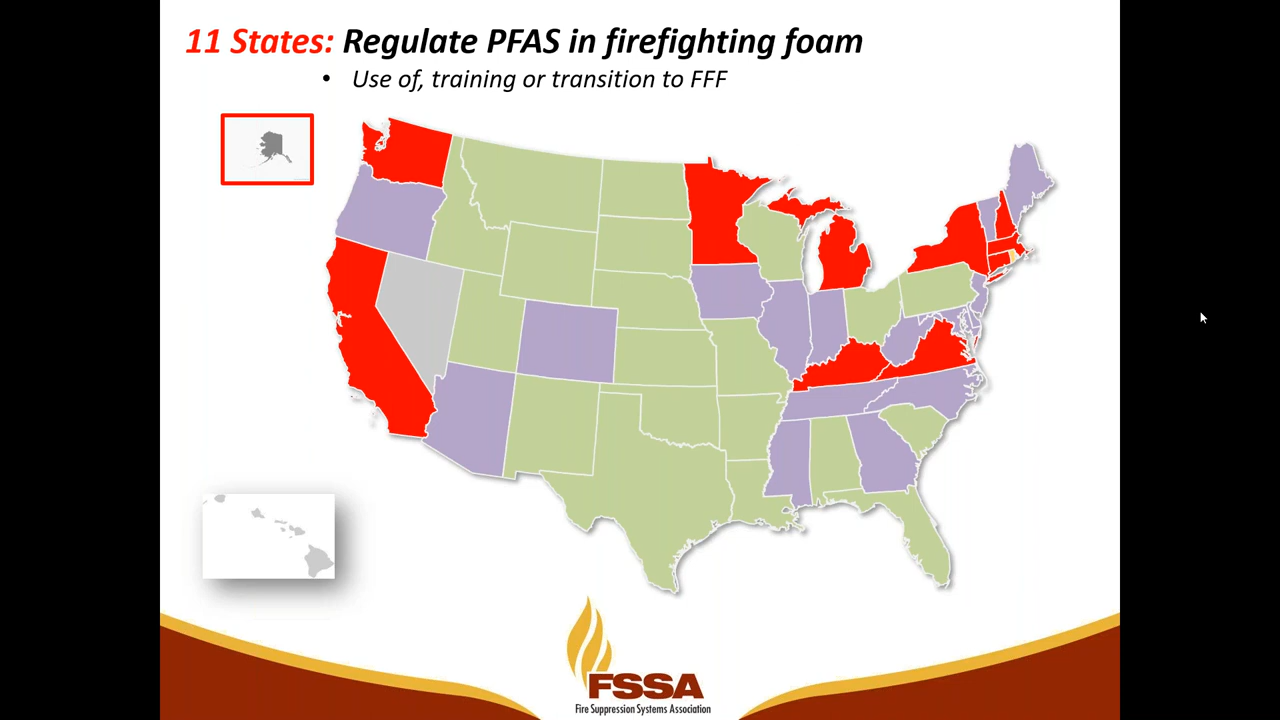 11 States: Regulate PFAS in firefighting foam
• Use of, training or transition to FFF
FSSA
Fire Suppression Systems Association